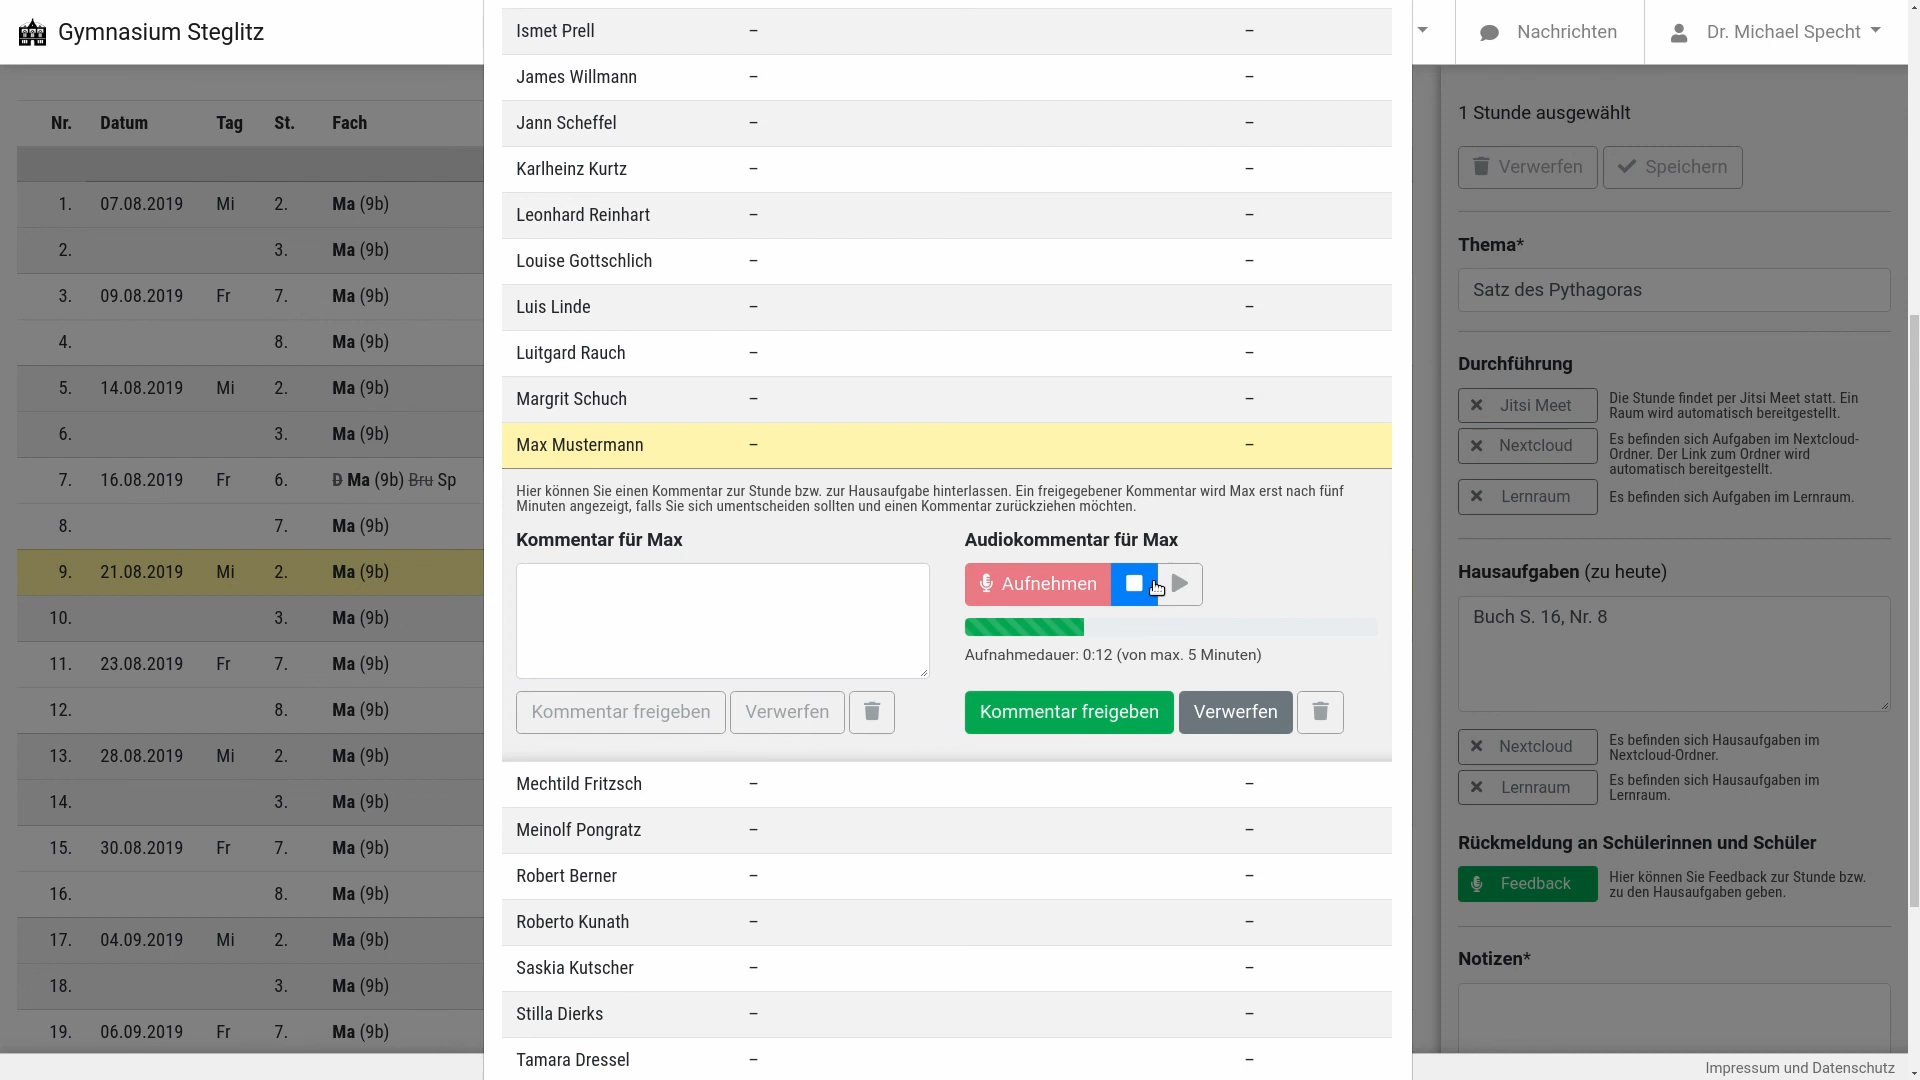 Gymnasium Steglitz
Nachrichten
Dr. Michael Specht
Nr. Datum Tag St. Fach
1. 07.08.2019 Mi 2. Ma (9b)
2. 3. Ma (9b)
3. 09.08.2019 Fr 7. Ma (9b)
4. 8. Ma (9b)
5. 14.08.2019 Mi 2. Ma (9b)
6. 3. Ma (9b)
7. 16.08.2019 Fr 6. D Ma (9b) Bru Sp
8. 7. Ma (9b)
9. 21.08.2019 Mi 2. Ma (9b)
10. 3. Ma (9b)
11. 23.08.2019 Fr 7. Ma (9b)
12. 8. Ma (9b)
13. 28.08.2019 Mi 2. Ma (9b)
14. 3. Ma (9b)
15. 30.08.2019 Fr 7. Ma (9b)
16. 8. Ma (9b)
17. 04.09.2019 Mi 2. Ma (9b)
18. 3. Ma (9b)
19. 06.09.2019 Fr 7. Ma (9b)
Ismet Prell – –
James Willmann – –
Jann Scheffel – –
Karlheinz Kurtz – –
Leonhard Reinhart – –
Louise Gottschlich – –
Luis Linde – –
Luitgard Rauch – –
Margrit Schuch – –
Max Mustermann – –
Hier können Sie einen Kommentar zur Stunde bzw. zur Hausaufgabe hinterlassen. Ein freigegebener Kommentar wird Max erst nach fünf
Minuten angezeigt, falls Sie sich umentscheiden sollten und einen Kommentar zurückziehen möchten.
Kommentar für Max
Kommentar freigeben Verwerfen
Audiokommentar für Max
Aufnehmen
Aufnahmedauer: 0:12 (von max. 5 Minuten)
Kommentar freigeben Verwerfen
Mechtild Fritzsch – –
Meinolf Pongratz – –
Robert Berner – –
Roberto Kunath – –
Saskia Kutscher – –
Stilla Dierks – –
Tamara Dressel – –
1 Stunde ausgewählt
Verwerfen Speichern
Thema*
Satz des Pythagoras
Durchführung
Jitsi Meet
Die Stunde findet per Jitsi Meet statt. Ein
Raum wird automatisch bereitgestellt.
Nextcloud
Es befinden sich Aufgaben im Nextcloud-
Ordner. Der Link zum Ordner wird
automatisch bereitgestellt.
Lernraum
Es befinden sich Aufgaben im Lernraum.
Hausaufgaben (zu heute)
Buch S. 16, Nr. 8
Nextcloud
Es befinden sich Hausaufgaben im
Nextcloud-Ordner.
Lernraum
Es befinden sich Hausaufgaben im
Lernraum.
Rückmeldung an Schülerinnen und Schüler
Feedback
Hier können Sie Feedback zur Stunde bzw.
zu den Hausaufgaben geben.
Notizen*
Impressum und Datenschutz